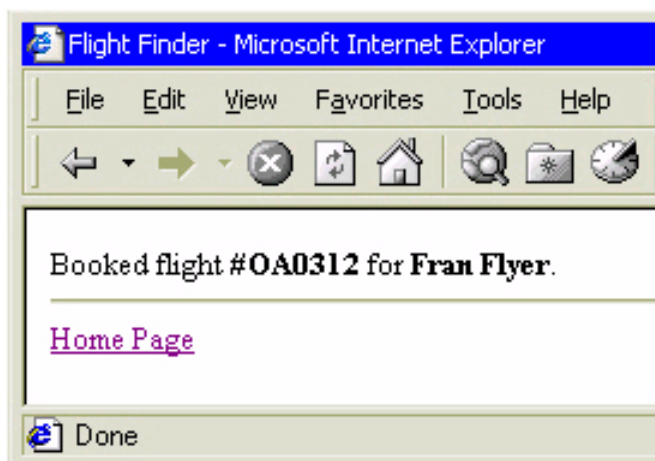 Flight Finder - Microsoft Internet Explorer
File Edit View Favorites Tools Help
Booked flight #OA0312 for Fran Flyer.
Home Page
Done